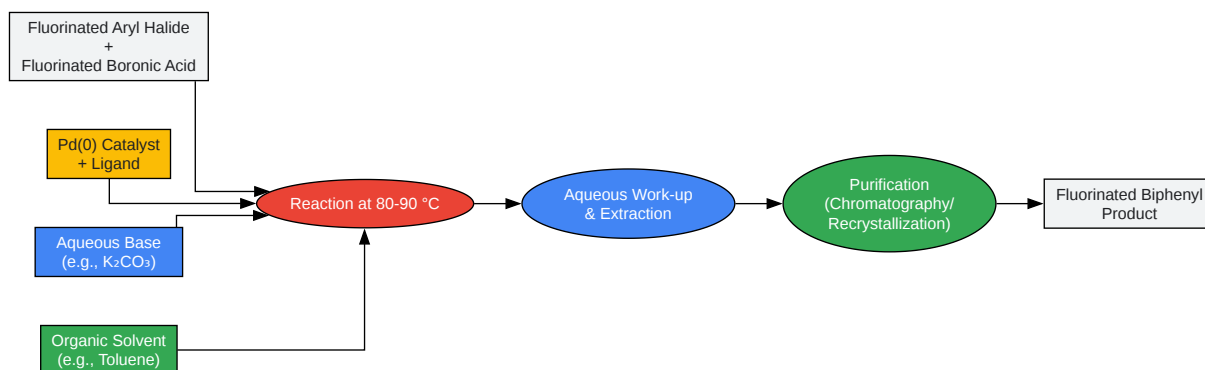 Fluorinated Aryl Halide
+
Fluorinated Boronic Acid
Pd(0) Catalyst
+ Ligand
Aqueous Base
(e.g., K₂CO₃)
Organic Solvent
(e.g., Toluene)
Reaction at 80-90 °C
Aqueous Work-up
& Extraction
Purification
(Chromatography/
Recrystallization)
Fluorinated Biphenyl
Product